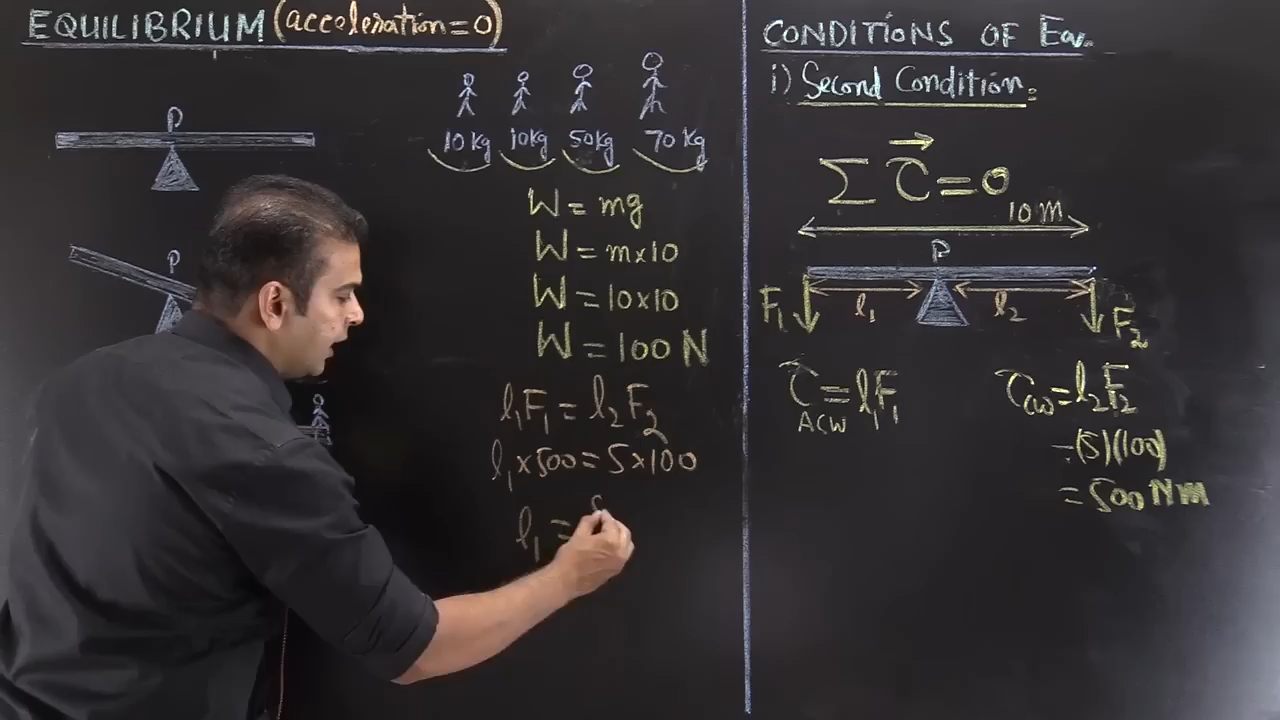 EQUILIBRIUM (acceleration=0)
P
P
10 kg 10kg 50kg 70 kg
W = mg
W = m×10
W = 10×10
W = 100 N
l₁F₁ = l₂F₂
l₁×500 = 5×100
l₁ =
CONDITIONS OF Eq.
i) Second Condition:
Σ τ⃗ = 0
10 m
P
F₁ l₁ l₂ F₂
τ ACW = l₁F₁
τcw = l₂F₂
= (5)(100)
= 500 Nm